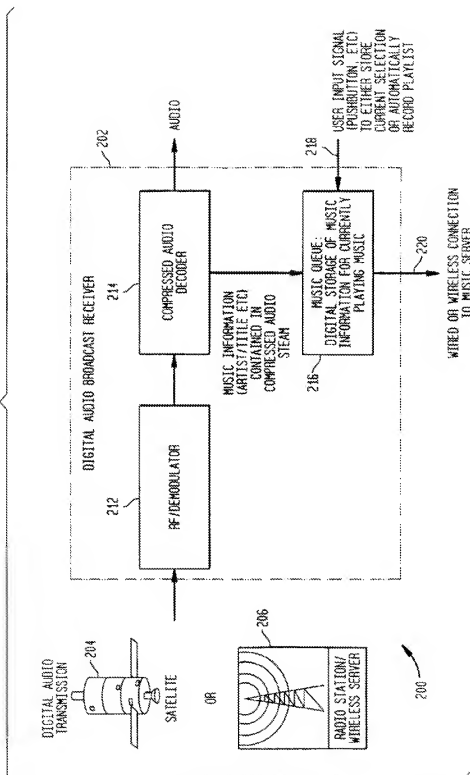 DIGITAL AUDIO
TRANSMISSION
204
SATELITE
OR
206
RADIO STATION/
WIRELESS SERVER
200
DIGITAL AUDIO BROADCAST RECEIVER
202
212
RF/DEMODULATOR
214
COMPRESSED AUDIO
DECODER
AUDIO
MUSIC INFORMATION
(ARTIST/TITLE ETC)
CONTAINED IN
COMPRESSED AUDIO
STEAM
216
MUSIC QUEUE:
DIGITAL STORAGE OF MUSIC
INFORMATION FOR CURRENTLY
PLAYING MUSIC
218
USER INPUT SIGNAL
(PUSHBUTTON, ETC)
TO EITHER STORE
CURRENT SELECTION
OR AUTOMATICALLY
RECORD PLAYLIST
220
WIRED OR WIRELESS CONNECTION
TO MUSIC SERVER